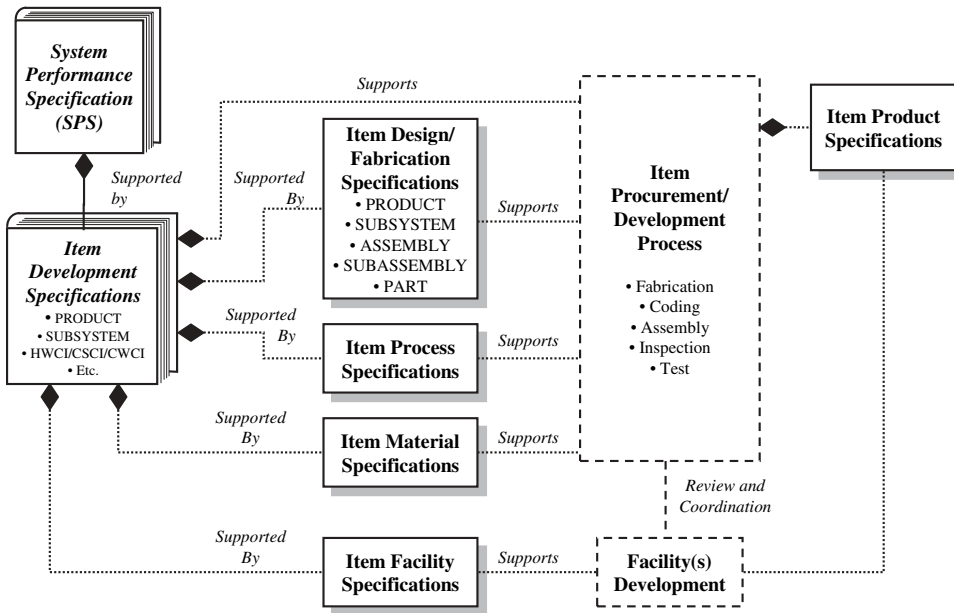 System
Performance
Specification
(SPS)
Supported
by
Item
Development
Specifications
• PRODUCT
• SUBSYSTEM
• HWCI/CSCI/CWCI
• Etc.
Supports
Supported
By
Item Design/
Fabrication
Specifications
• PRODUCT
• SUBSYSTEM
• ASSEMBLY
• SUBASSEMBLY
• PART
Supports
Supported
By
Item Process
Specifications
Supports
Supported
By
Item Material
Specifications
Supports
Supported
By
Item Facility
Specifications
Supports
Item
Procurement/
Development
Process
• Fabrication
• Coding
• Assembly
• Inspection
• Test
Review and
Coordination
Facility(s)
Development
Item Product
Specifications